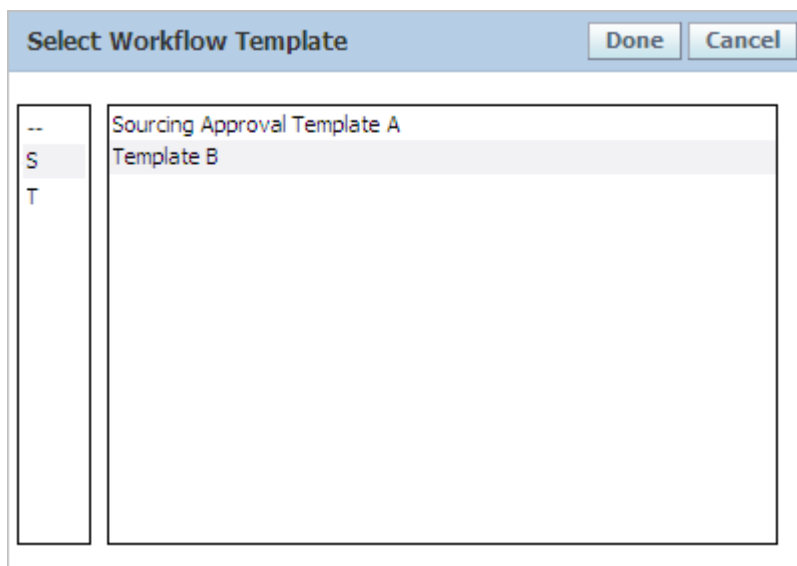 Select Workflow Template
Done
Cancel
--
S
T
Sourcing Approval Template A
Template B